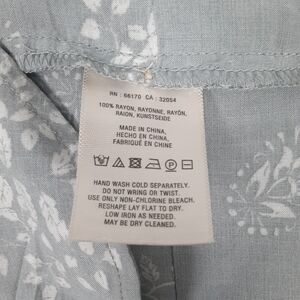 RN : 66170 CA : 32054
100% RAYON, RAYONNE, RAYÓN,
RAION, KUNSTSEIDE
MADE IN CHINA,
HECHO EN CHINA,
FABRIQUÉ EN CHINE
HAND WASH COLD SEPARATELY.
DO NOT WRING OR TWIST.
USE ONLY NON-CHLORINE BLEACH.
RESHAPE LAY FLAT TO DRY.
LOW IRON AS NEEDED.
MAY BE DRY CLEANED.